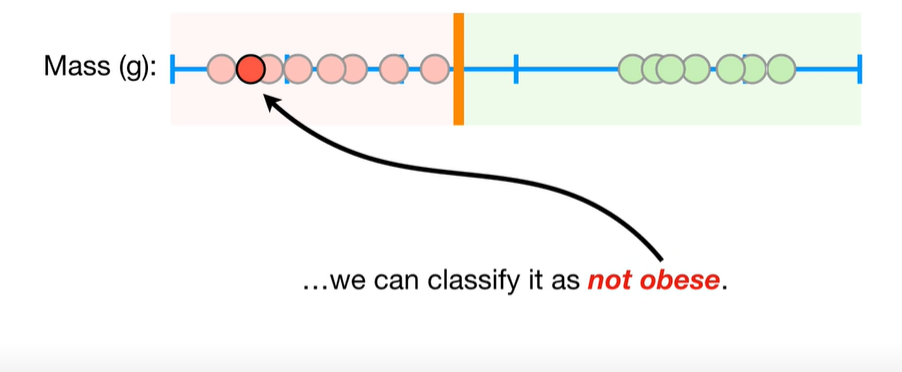 Mass (g):
...we can classify it as not obese.